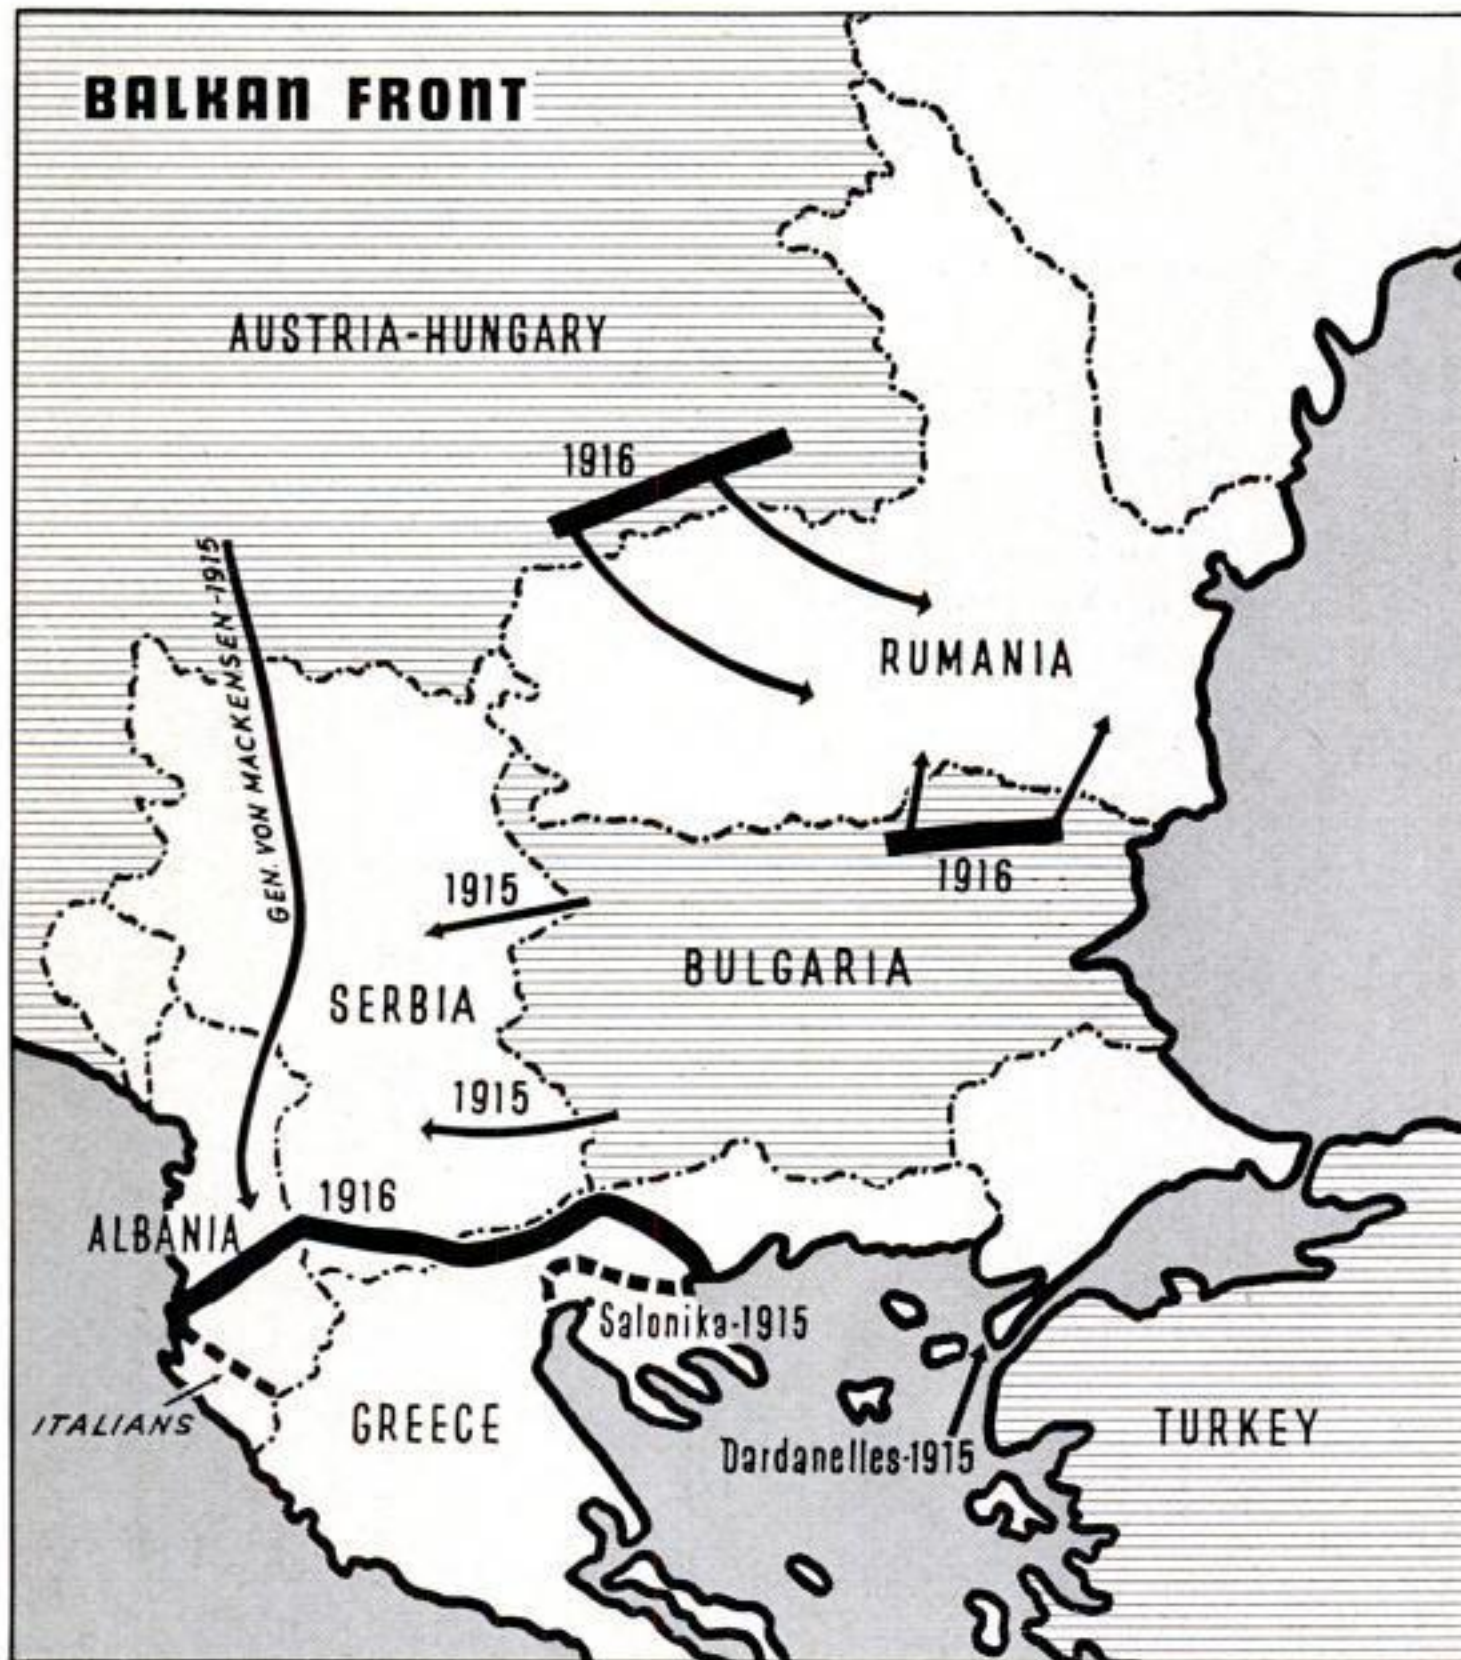 BALKAN FRONT
AUSTRIA-HUNGARY
1916
GEN. VON MACKENSEN-1915
RUMANIA
1915
1916
BULGARIA
SERBIA
1915
1916
ALBANIA
Salonika-1915
ITALIANS
GREECE
Dardanelles-1915
TURKEY